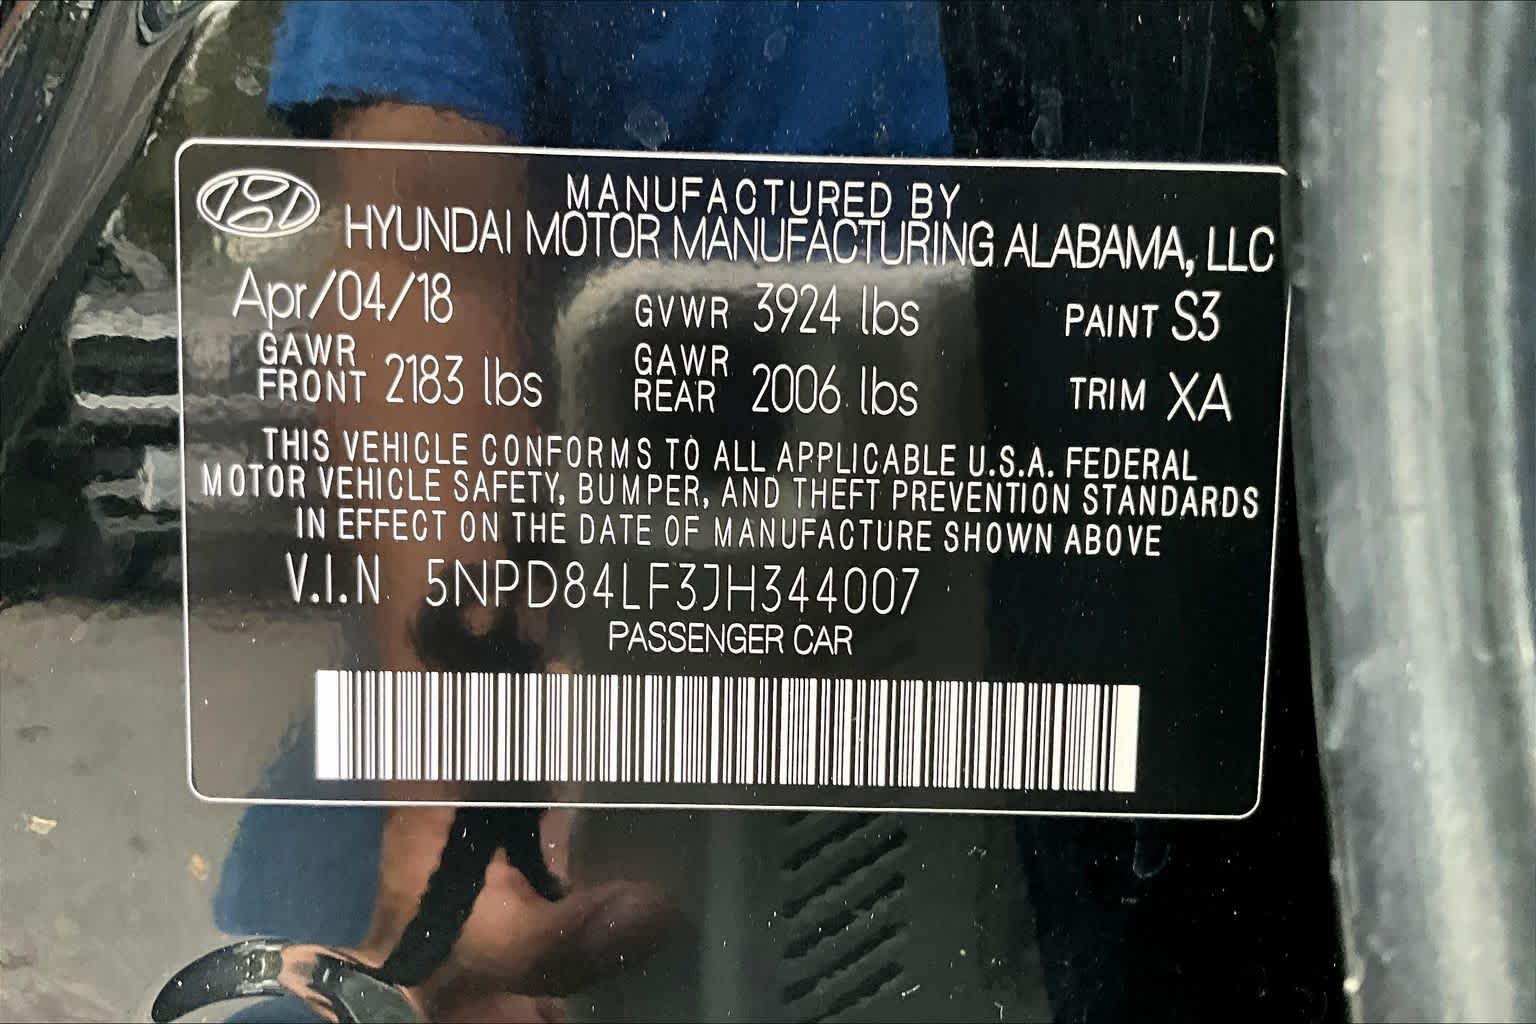 MANUFACTURED BY
HYUNDAI MOTOR MANUFACTURING ALABAMA, LLC
Apr/04/18 GVWR 3924 lbs PAINT S3
GAWR FRONT 2183 lbs GAWR REAR 2006 lbs TRIM XA
THIS VEHICLE CONFORMS TO ALL APPLICABLE U.S.A. FEDERAL
MOTOR VEHICLE SAFETY, BUMPER, AND THEFT PREVENTION STANDARDS
IN EFFECT ON THE DATE OF MANUFACTURE SHOWN ABOVE
V.I.N 5NPD84LF3JH344007
PASSENGER CAR